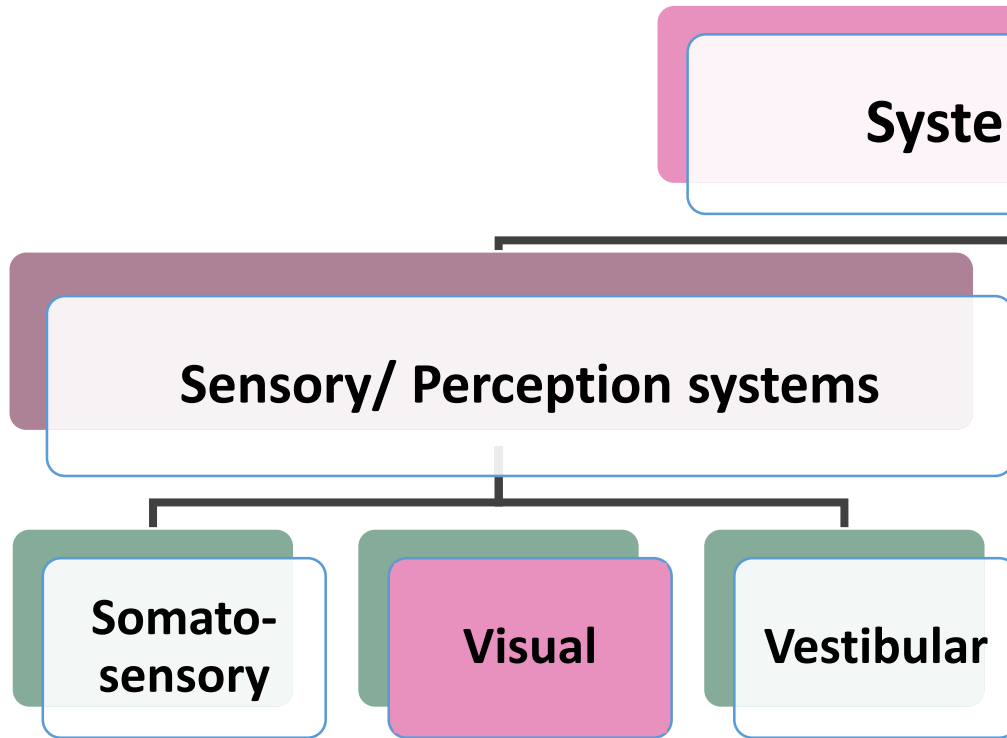 Syste
Sensory/ Perception systems
Somato-
sensory
Visual
Vestibular